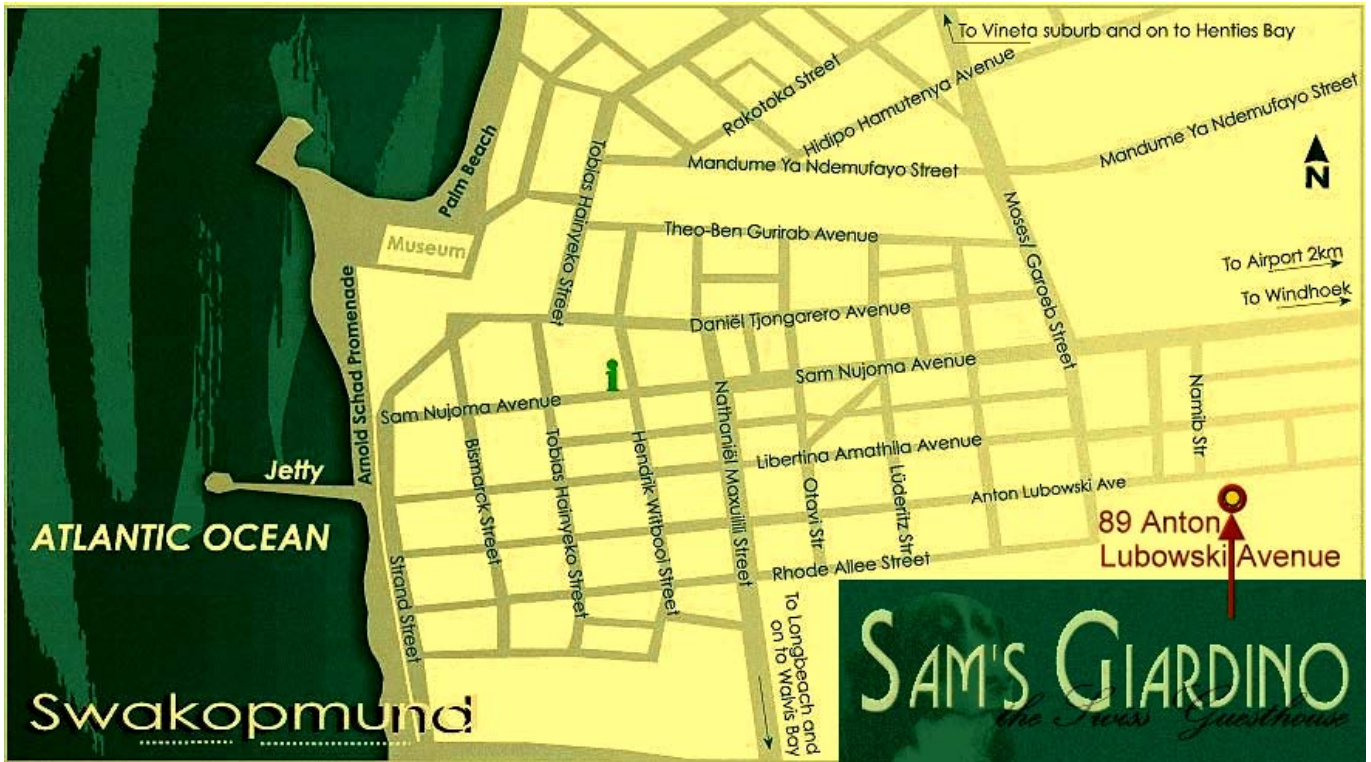 To Vineta suburb and on to Henties Bay
Rakotoka Street
Hidipo Hamutenya Avenue
Mandume Ya Ndemufayo Street
Mandume Ya Ndemufayo Street
N
Palm Beach
Tobias Hainyeko Street
Museum
Theo-Ben Gurirab Avenue
Moses/ Garoeb Street
To Airport 2km
To Windhoek
Arnold Schad Promenade
Daniël Tjongarero Avenue
i
Sam Nujoma Avenue
Sam Nujoma Avenue
Namib Str
Bismarck Street
Tobias Hainyeko Street
Hendrik Witbooi Street
Nathaniël Maxuilili Street
Libertina Amathila Avenue
Otavi Str
Lüderitz Str
Jetty
Anton Lubowski Ave
ATLANTIC OCEAN
89 Anton
Lubowski Avenue
Strand Street
Rhode Allee Street
To Longbeach and
on to Walvis Bay
Swakopmund
SAM'S GIARDINO
the Swiss Guesthouse